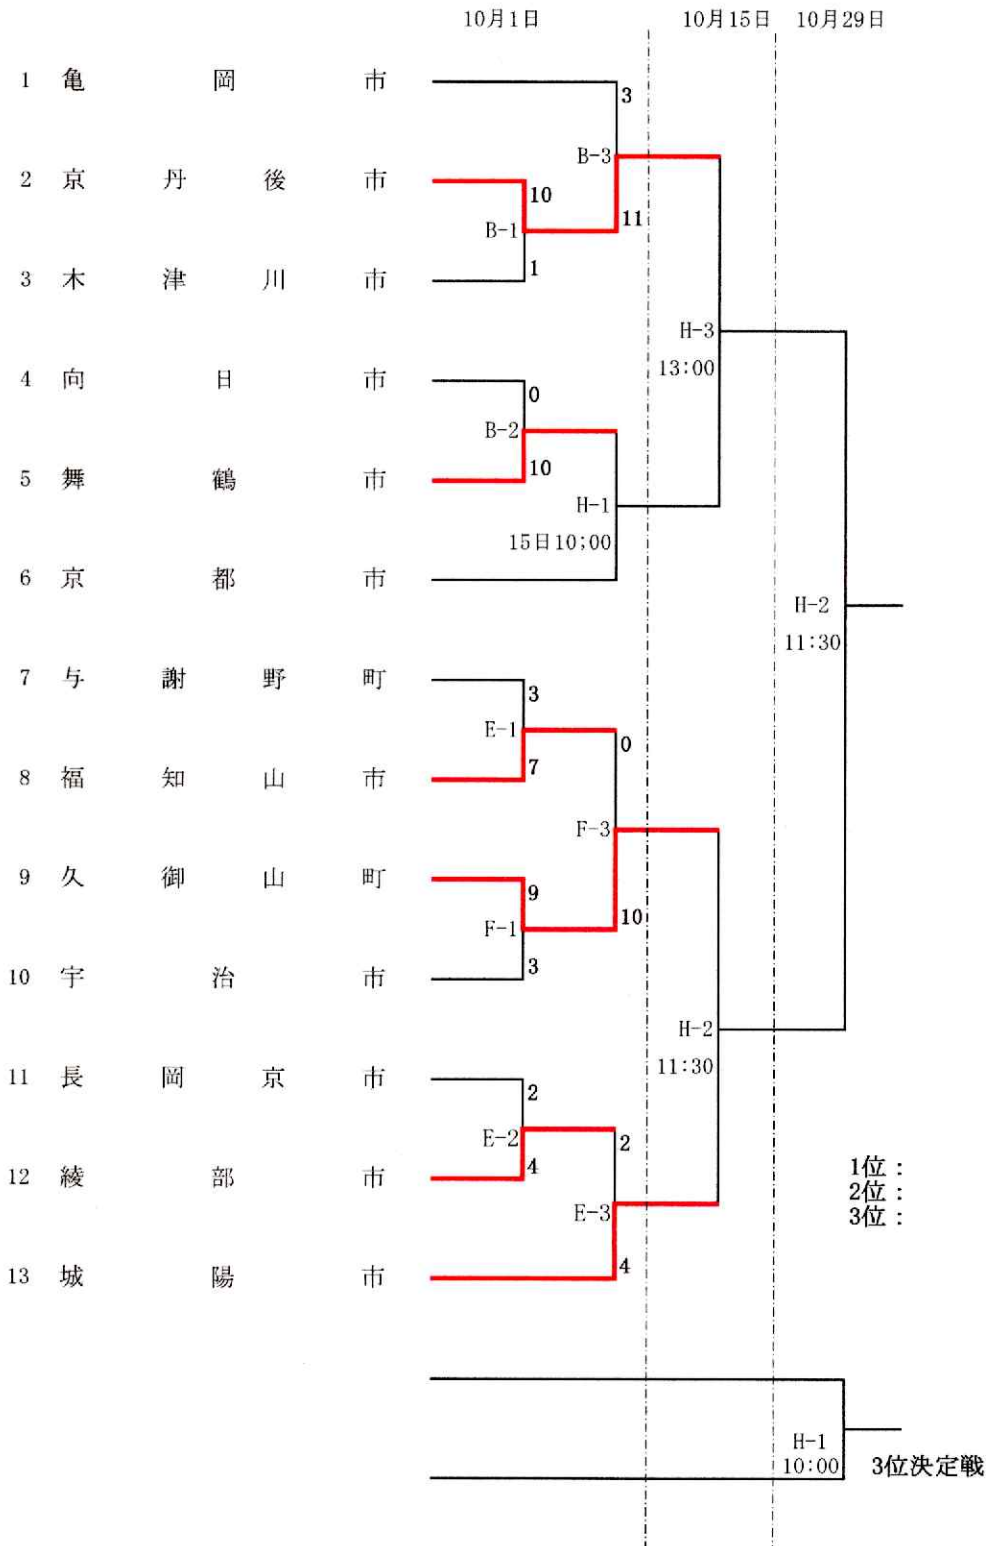 10月1日 10月15日 10月29日
1 亀岡市
3
B-3
2 京丹後市
10
11
B-1
3 木津川市
1
H-3
13:00
4 向日市
0
B-2
5 舞鶴市
10
H-1
15日10;00
6 京都市
H-2
11:30
7 与謝野町
3
E-1
0
8 福知山市
7
F-3
9 久御山町
9
10
F-1
10 宇治市
3
H-2
11:30
11 長岡京市
2
E-2
2
12 綾部市
4
1位：
2位：
3位：
E-3
13 城陽市
4
H-1
10:00
3位決定戦